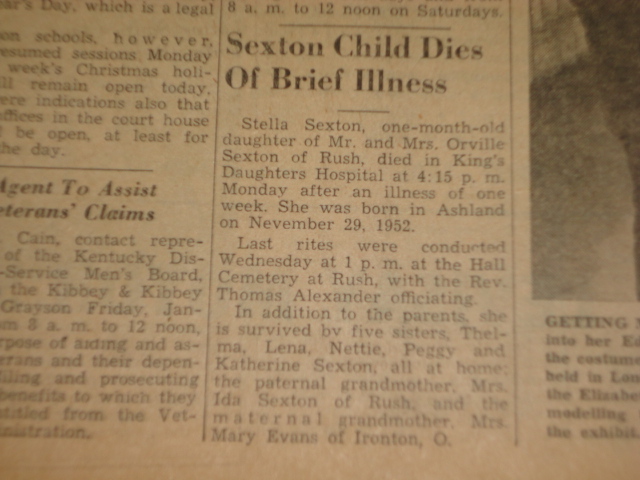 ar's Day, which is a legal
on schools, however,
esumed sessions Monday
week's Christmas holi-
ll remain open today,
ere indications also that
offices in the court house
l be open, at least for
he day.
Agent To Assist
eterans' Claims
. Cain, contact repre-
of the Kentucky Dis-
-Service Men's Board,
the Kibbey & Kibbey
Grayson Friday, Jan-
m 8 a. m. to 12 noon,
rpose of aiding and as-
erans and their depen-
filing and prosecuting
benefits to which they
ntitled from the Vet-
nistration.
8 a. m. to 12 noon on Saturdays.
Sexton Child Dies
Of Brief Illness
Stella Sexton, one-month-old
daughter of Mr. and Mrs. Orville
Sexton of Rush, died in King's
Daughters Hospital at 4:15 p. m.
Monday after an illness of one
week. She was born in Ashland
on Nevember 29, 1952.
Last rites were conducted
Wednesday at 1 p. m. at the Hall
Cemetery at Rush, with the Rev.
Thomas Alexander officiating.
In addition to the parents, she
is survived by five sisters, Thel-
ma, Lena, Nettie, Peggy and
Katherine Sexton, all at home;
the paternal grandmother, Mrs.
Ida Sexton of Rush, and the
maternal grandmother, Mrs.
Mary Evans of Ironton, O.
GETTING
into her
the costum
held in Lon
the Elizabe
modelling
the exhibit.